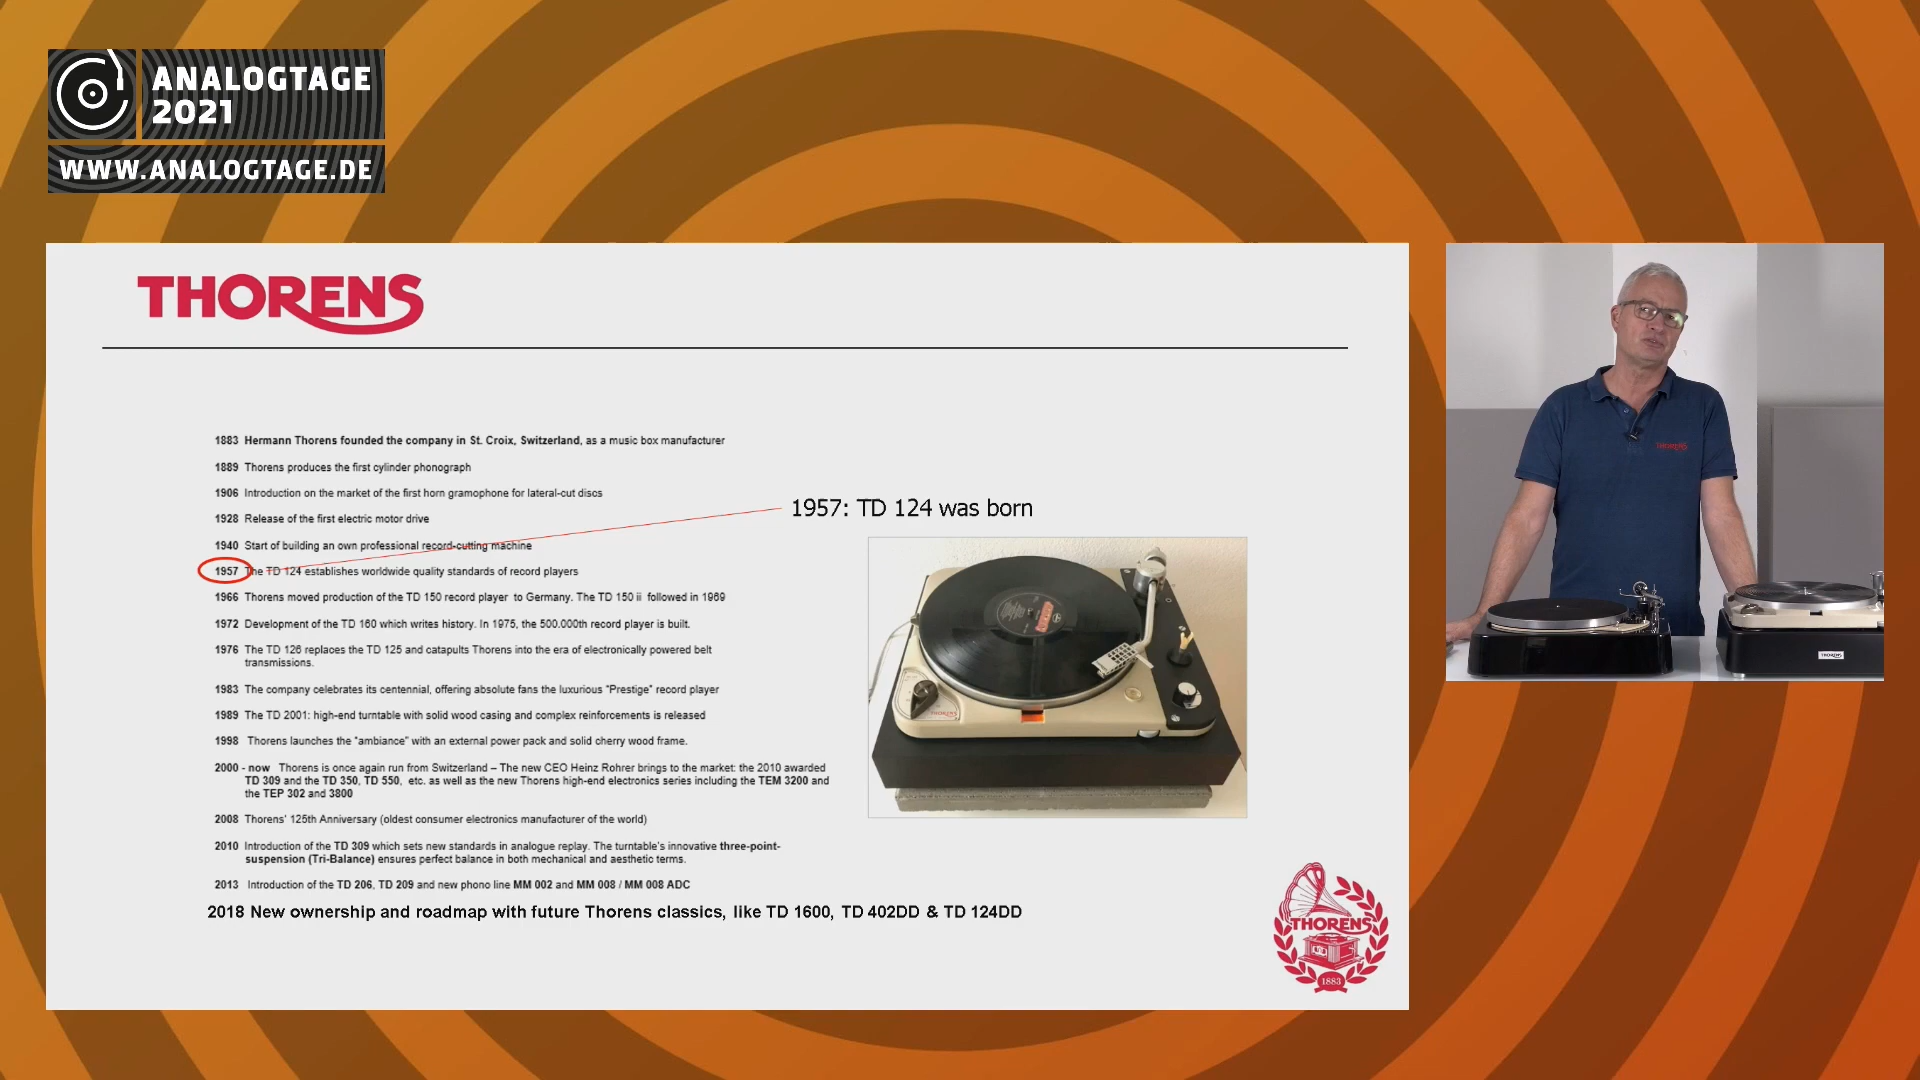 ANALOGTAGE
2021
WWW.ANALOGTAGE.DE
THORENS
1883 Hermann Thorens founded the company in St. Croix, Switzerland, as a music box manufacturer
1889 Thorens produces the first cylinder phonograph
1906 Introduction on the market of the first horn gramophone for lateral-cut discs
1928 Release of the first electric motor drive
1940 Start of building an own professional record-cutting machine
1957 The TD 124 establishes worldwide quality standards of record players
1966 Thorens moved production of the TD 150 record player to Germany. The TD 150 ii followed in 1969
1972 Development of the TD 160 which writes history. In 1975, the 500.000th record player is built.
1976 The TD 126 replaces the TD 125 and catapults Thorens into the era of electronically powered belt
transmissions.
1983 The company celebrates its centennial, offering absolute fans the luxurious "Prestige" record player
1989 The TD 2001: high-end turntable with solid wood casing and complex reinforcements is released
1998 Thorens launches the "ambiance" with an external power pack and solid cherry wood frame.
2000 - now Thorens is once again run from Switzerland – The new CEO Heinz Rohrer brings to the market: the 2010 awarded
TD 309 and the TD 350, TD 550, etc. as well as the new Thorens high-end electronics series including the TEM 3200 and
the TEP 302 and 3800
2008 Thorens' 125th Anniversary (oldest consumer electronics manufacturer of the world)
2010 Introduction of the TD 309 which sets new standards in analogue replay. The turntable's innovative three-point-
suspension (Tri-Balance) ensures perfect balance in both mechanical and aesthetic terms.
2013 Introduction of the TD 206, TD 209 and new phono line MM 002 and MM 008 / MM 008 ADC
2018 New ownership and roadmap with future Thorens classics, like TD 1600, TD 402DD & TD 124DD
1957: TD 124 was born
THORENS
THORENS
1883
THORENS
THORENS